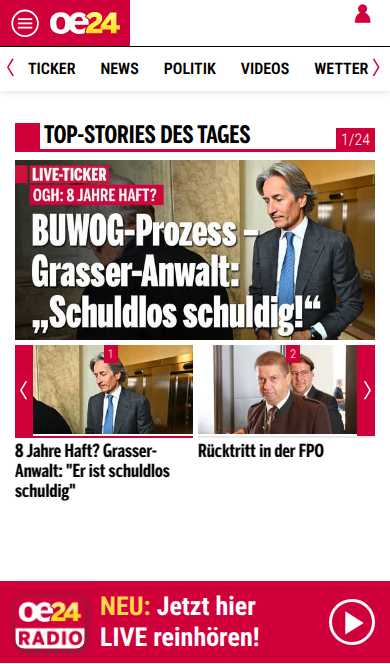 oe24
TICKER NEWS POLITIK VIDEOS WETTER
TOP-STORIES DES TAGES
1/24
LIVE-TICKER
OGH: 8 JAHRE HAFT?
BUWOG-Prozess –
Grasser-Anwalt:
„Schuldlos schuldig!“
1
2
8 Jahre Haft? Grasser-
Anwalt: "Er ist schuldlos
schuldig"
Rücktritt in der FPÖ
oe24
RADIO
NEU: Jetzt hier
LIVE reinhören!